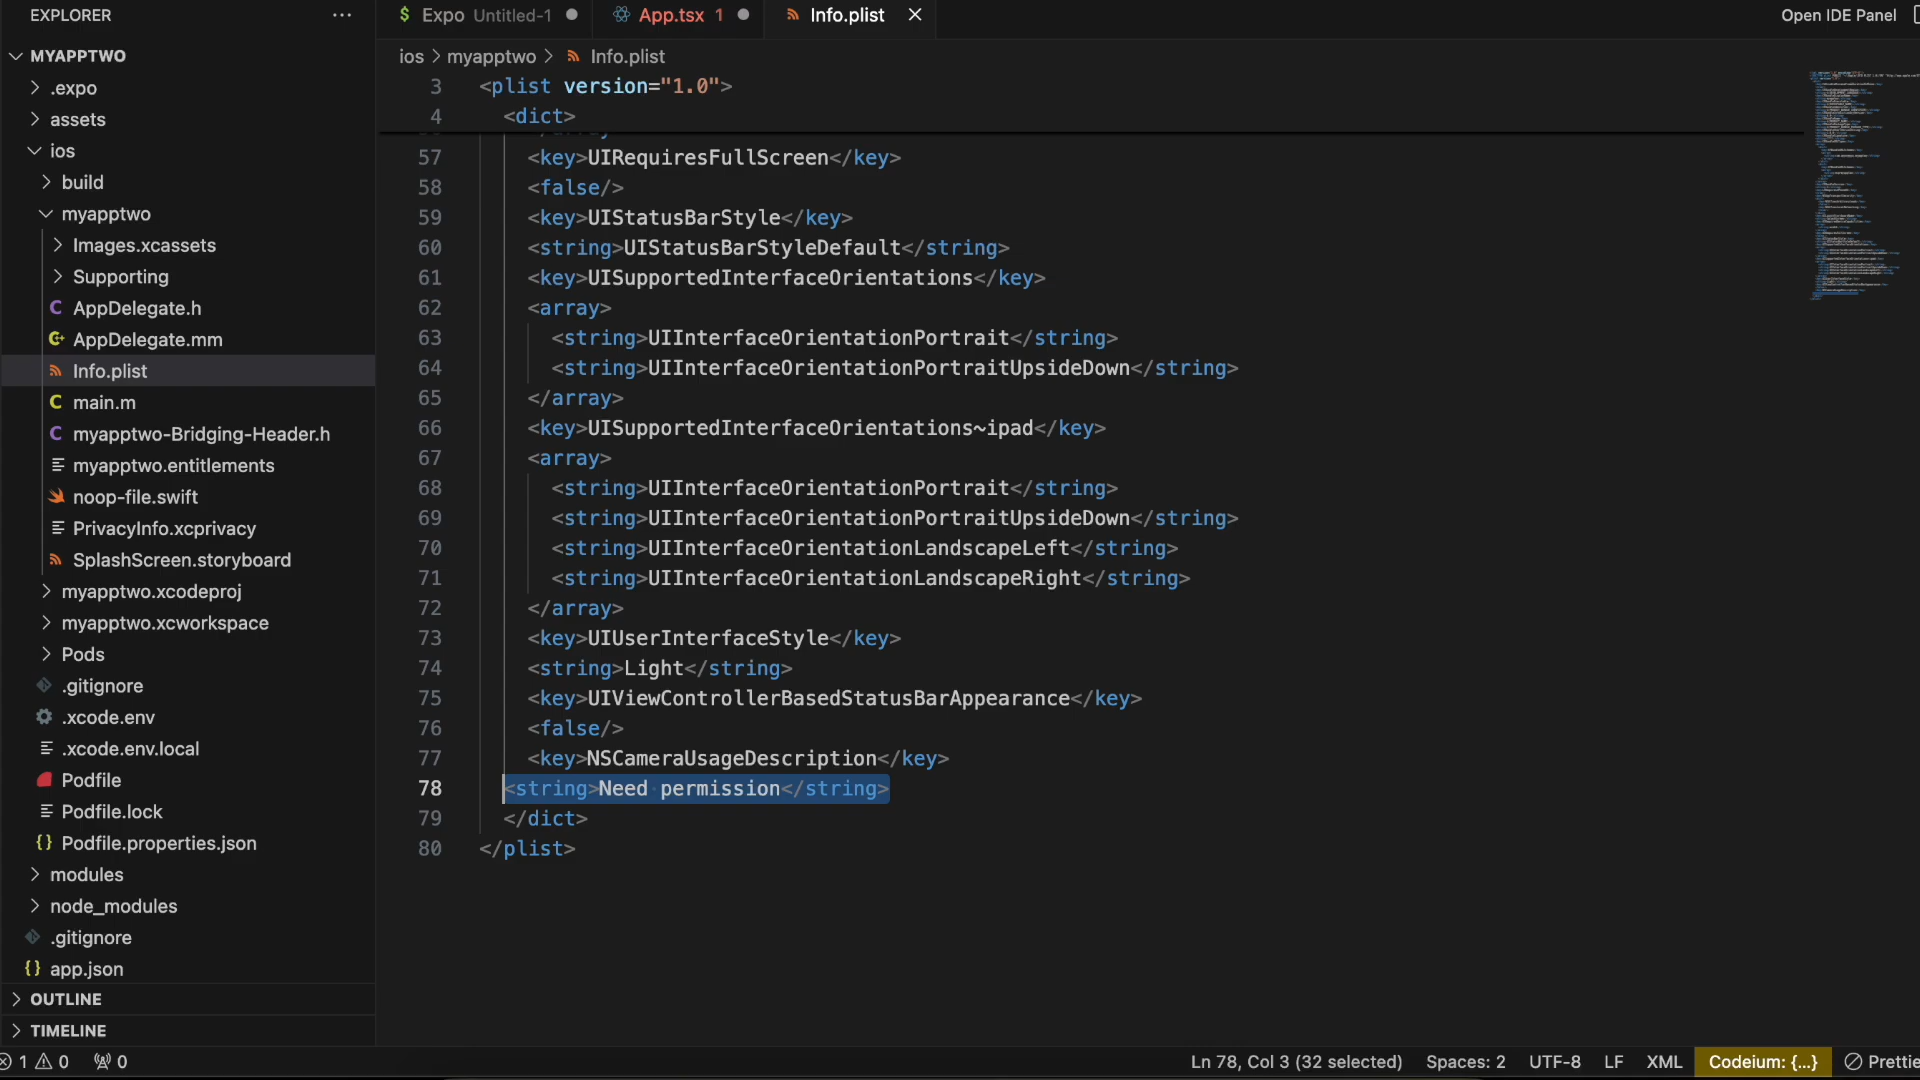 EXPLORER
MYAPPTWO
.expo
assets
ios
build
myapptwo
Images.xcassets
Supporting
AppDelegate.h
AppDelegate.mm
Info.plist
main.m
myapptwo-Bridging-Header.h
myapptwo.entitlements
noop-file.swift
PrivacyInfo.xcprivacy
SplashScreen.storyboard
myapptwo.xcodeproj
myapptwo.xcworkspace
Pods
.gitignore
.xcode.env
.xcode.env.local
Podfile
Podfile.lock
Podfile.properties.json
modules
node_modules
.gitignore
app.json
OUTLINE
TIMELINE
$ Expo Untitled-1
App.tsx 1
Info.plist
Open IDE Panel
ios > myapptwo > Info.plist
3 <plist version="1.0">
4 <dict>
57 <key>UIRequiresFullScreen</key>
58 <false/>
59 <key>UIStatusBarStyle</key>
60 <string>UIStatusBarStyleDefault</string>
61 <key>UISupportedInterfaceOrientations</key>
62 <array>
63 <string>UIInterfaceOrientationPortrait</string>
64 <string>UIInterfaceOrientationPortraitUpsideDown</string>
65 </array>
66 <key>UISupportedInterfaceOrientations~ipad</key>
67 <array>
68 <string>UIInterfaceOrientationPortrait</string>
69 <string>UIInterfaceOrientationPortraitUpsideDown</string>
70 <string>UIInterfaceOrientationLandscapeLeft</string>
71 <string>UIInterfaceOrientationLandscapeRight</string>
72 </array>
73 <key>UIUserInterfaceStyle</key>
74 <string>Light</string>
75 <key>UIViewControllerBasedStatusBarAppearance</key>
76 <false/>
77 <key>NSCameraUsageDescription</key>
78 <string>Need permission</string>
79 </dict>
80 </plist>
1 0 0
Ln 78, Col 3 (32 selected) Spaces: 2 UTF-8 LF XML Codeium: {...} Prettie